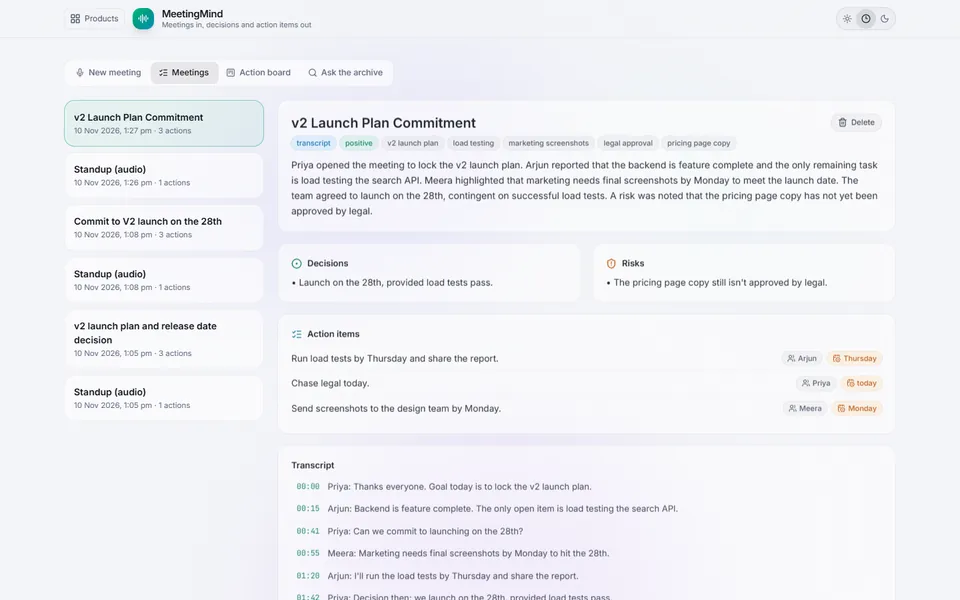 Products
MeetingMind
Meetings in, decisions and action items out
New meeting
Meetings
Action board
Ask the archive
v2 Launch Plan Commitment
10 Nov 2026, 1:27 pm · 3 actions
Standup (audio)
10 Nov 2026, 1:26 pm · 1 actions
Commit to V2 launch on the 28th
10 Nov 2026, 1:08 pm · 3 actions
Standup (audio)
10 Nov 2026, 1:08 pm · 1 actions
v2 launch plan and release date
decision
10 Nov 2026, 1:05 pm · 3 actions
Standup (audio)
10 Nov 2026, 1:05 pm · 1 actions
v2 Launch Plan Commitment
Delete
transcript
positive
v2 launch plan
load testing
marketing screenshots
legal approval
pricing page copy
Priya opened the meeting to lock the v2 launch plan. Arjun reported that the backend is feature complete and the only remaining task
is load testing the search API. Meera highlighted that marketing needs final screenshots by Monday to meet the launch date. The
team agreed to launch on the 28th, contingent on successful load tests. A risk was noted that the pricing page copy has not yet been
approved by legal.
Decisions
• Launch on the 28th, provided load tests pass.
Risks
• The pricing page copy still isn't approved by legal.
Action items
Run load tests by Thursday and share the report.
Arjun
Thursday
Chase legal today.
Priya
today
Send screenshots to the design team by Monday.
Meera
Monday
Transcript
00:00 Priya: Thanks everyone. Goal today is to lock the v2 launch plan.
00:15 Arjun: Backend is feature complete. The only open item is load testing the search API.
00:41 Priya: Can we commit to launching on the 28th?
00:55 Meera: Marketing needs final screenshots by Monday to hit the 28th.
01:20 Arjun: I'll run the load tests by Thursday and share the report.
01:42 Priya: Decision then: we launch on the 28th, provided load tests pass.